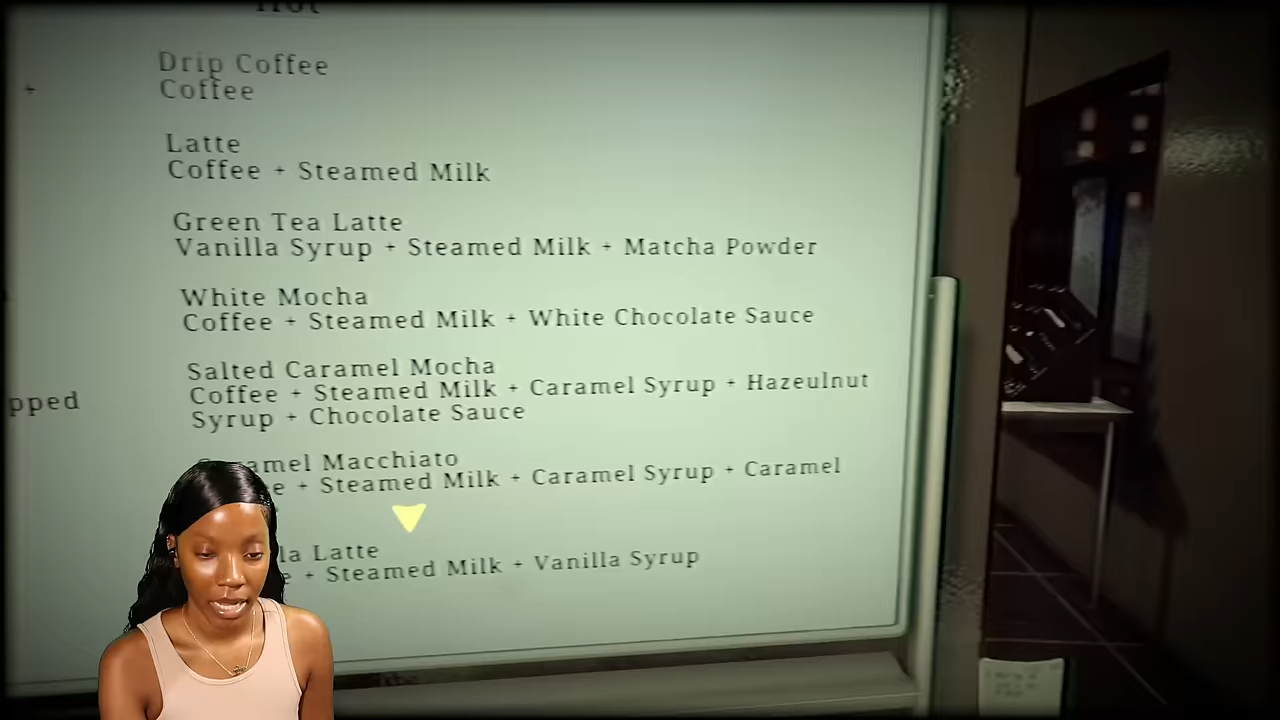 Hot
Drip Coffee
+ Coffee
Latte
Coffee + Steamed Milk
Green Tea Latte
Vanilla Syrup + Steamed Milk + Matcha Powder
White Mocha
Coffee + Steamed Milk + White Chocolate Sauce
Salted Caramel Mocha
Coffee + Steamed Milk + Caramel Syrup + Hazeulnut
pped Syrup + Chocolate Sauce
amel Macchiato
e + Steamed Milk + Caramel Syrup + Caramel
la Latte
e + Steamed Milk + Vanilla Syrup